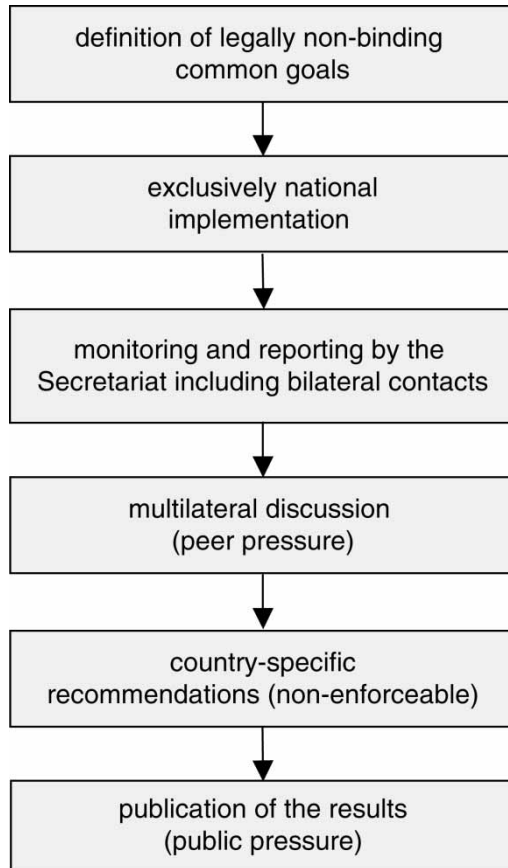 definition of legally non-binding
common goals
exclusively national
implementation
monitoring and reporting by the
Secretariat including bilateral contacts
multilateral discussion
(peer pressure)
country-specific
recommendations (non-enforceable)
publication of the results
(public pressure)